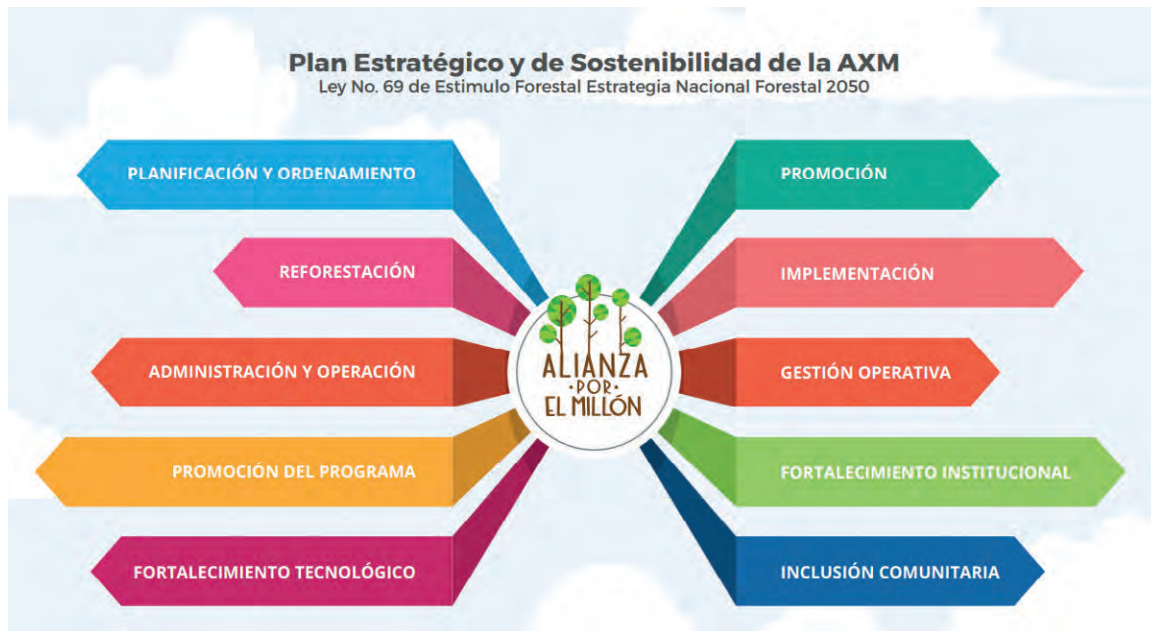 Plan Estratégico y de Sostenibilidad de la AXM
Ley No. 69 de Estimulo Forestal Estrategia Nacional Forestal 2050
PLANIFICACIÓN Y ORDENAMIENTO
REFORESTACIÓN
ADMINISTRACIÓN Y OPERACIÓN
PROMOCIÓN DEL PROGRAMA
FORTALECIMIENTO TECNOLÓGICO
ALIANZA
·POR·
EL MILLÓN
PROMOCIÓN
IMPLEMENTACIÓN
GESTIÓN OPERATIVA
FORTALECIMIENTO INSTITUCIONAL
INCLUSIÓN COMUNITARIA